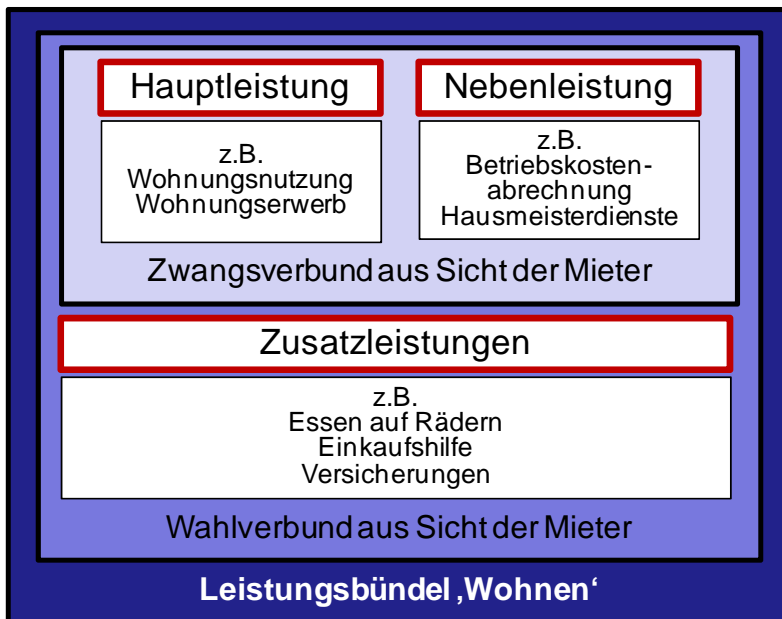 Hauptleistung
z.B.
Wohnungsnutzung
Wohnungserwerb
Nebenleistung
z.B.
Betriebskosten-
abrechnung
Hausmeisterdienste
Zwangsverbund aus Sicht der Mieter
Zusatzleistungen
z.B.
Essen auf Rädern
Einkaufshilfe
Versicherungen
Wahlverbund aus Sicht der Mieter
Leistungsbündel ‚Wohnen‘